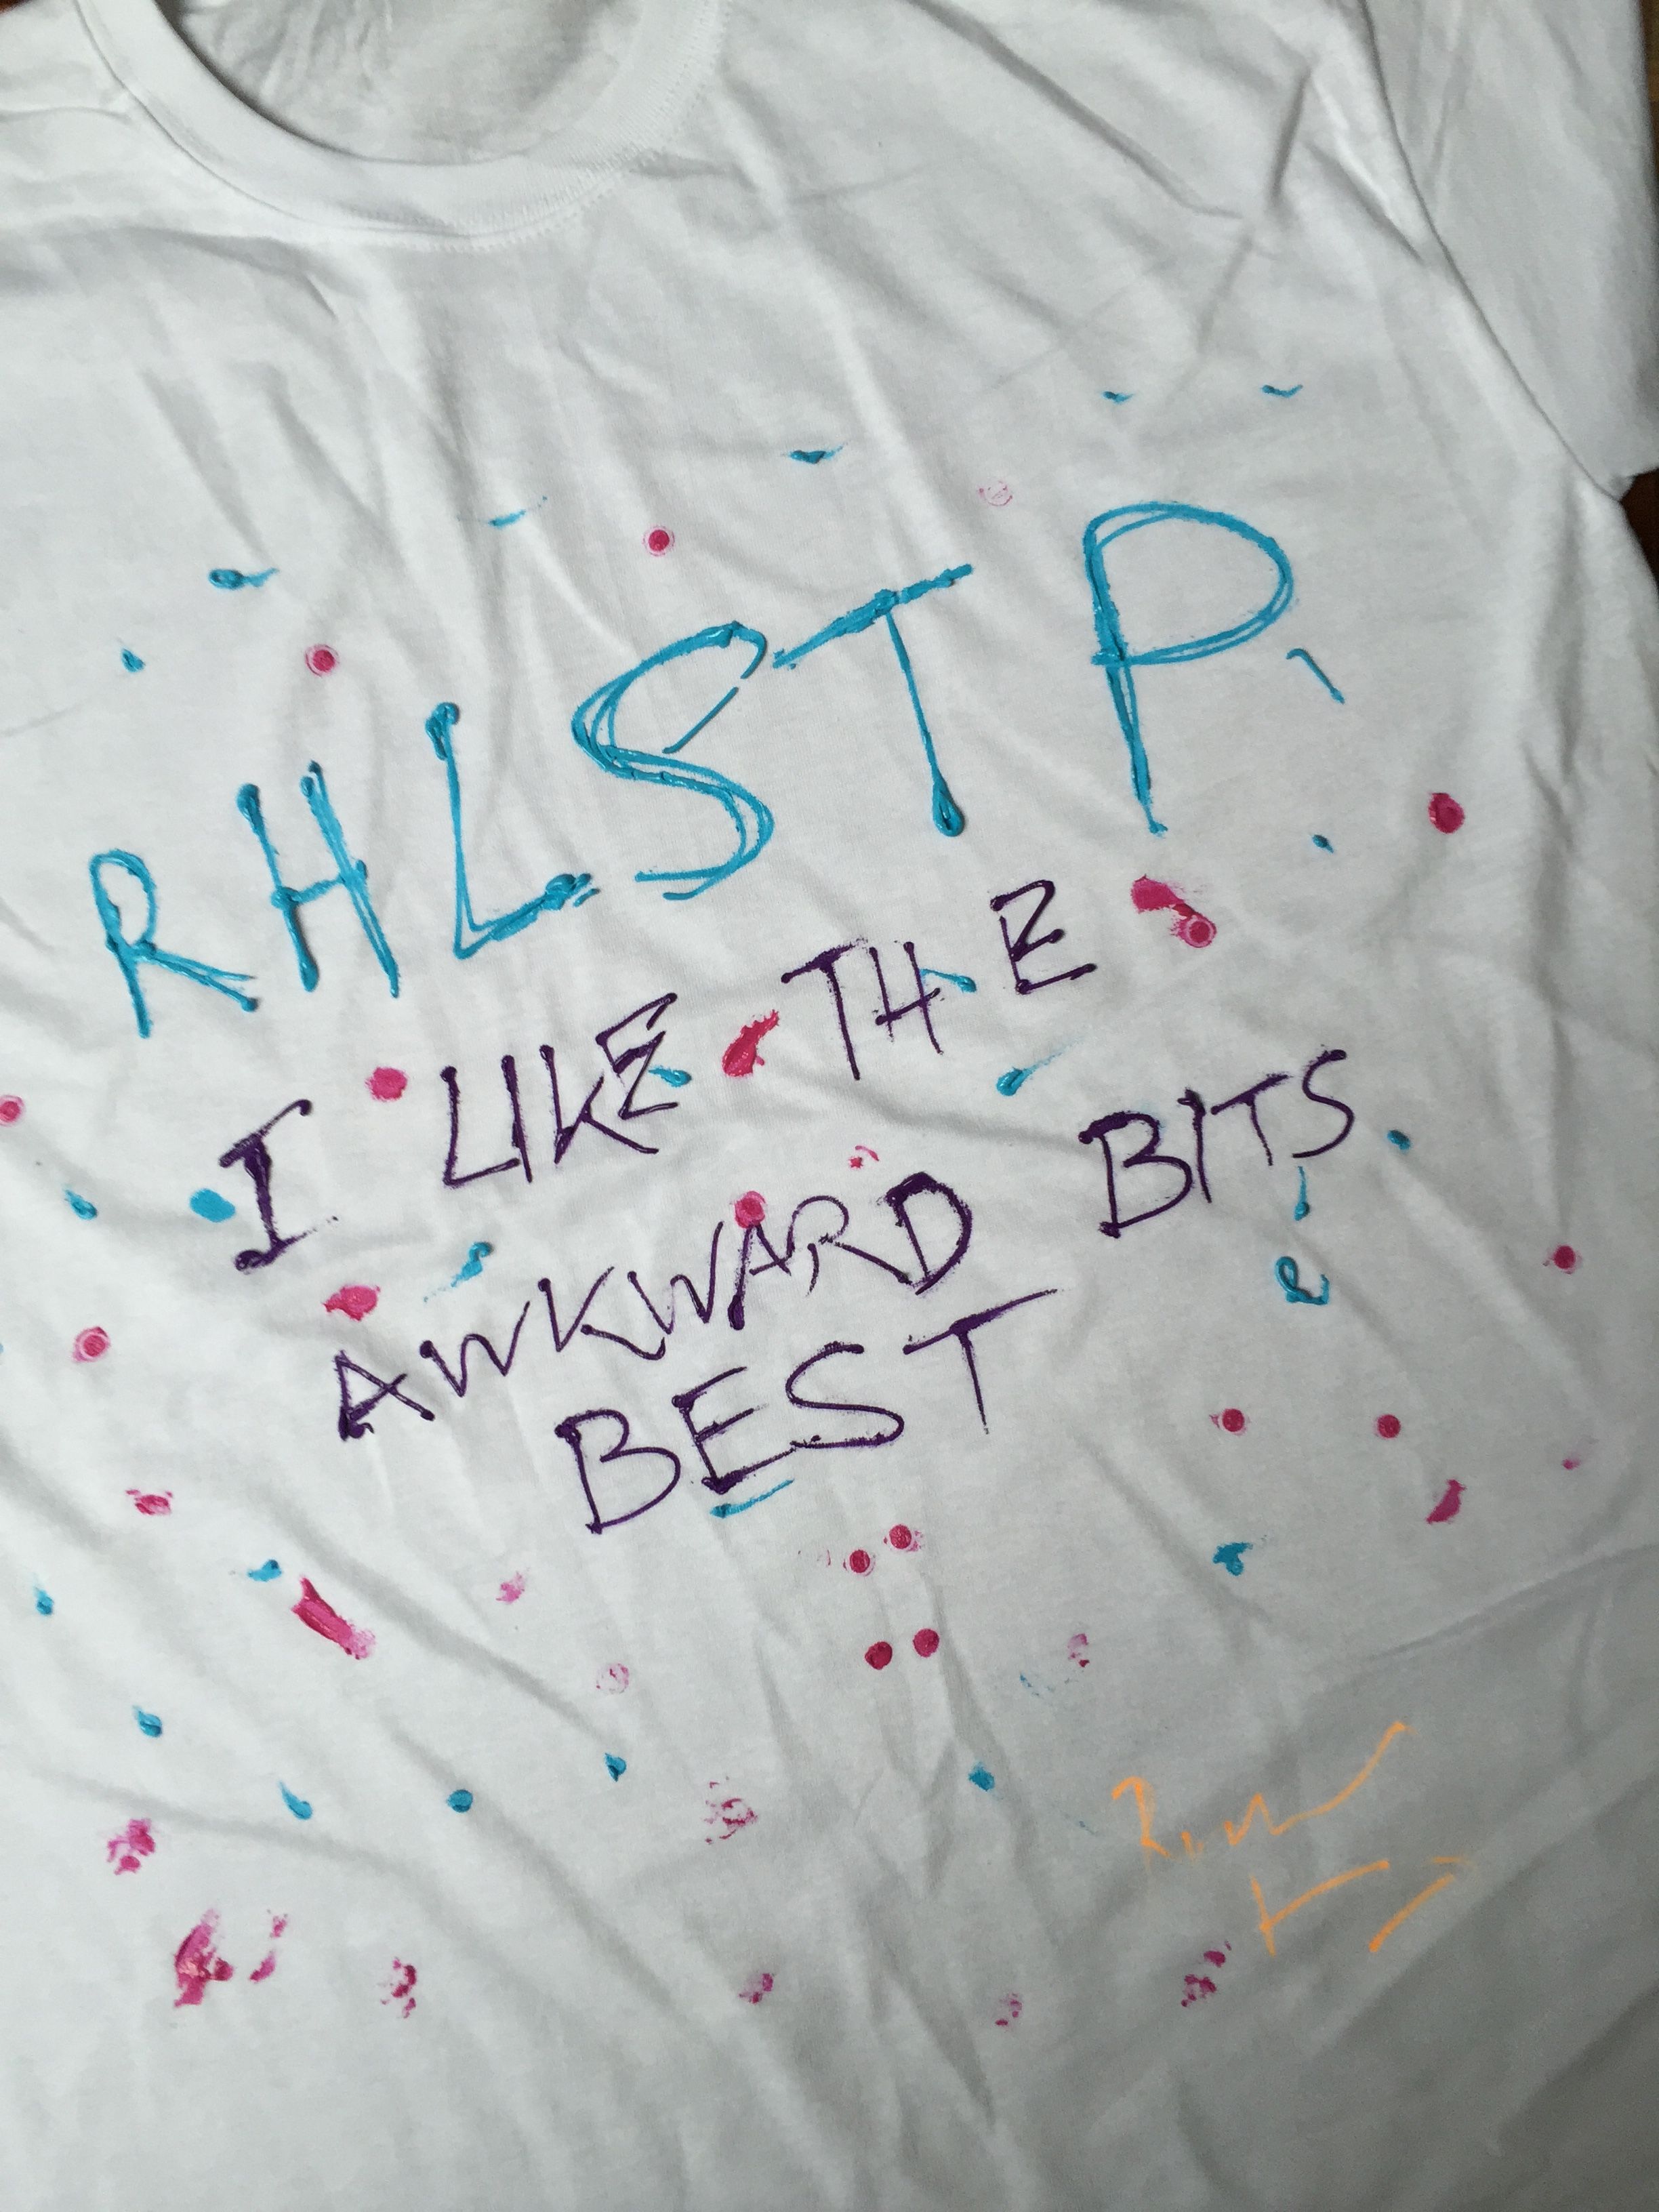 RHLSTP
I LIKE THE
AWKWARD BITS
BEST